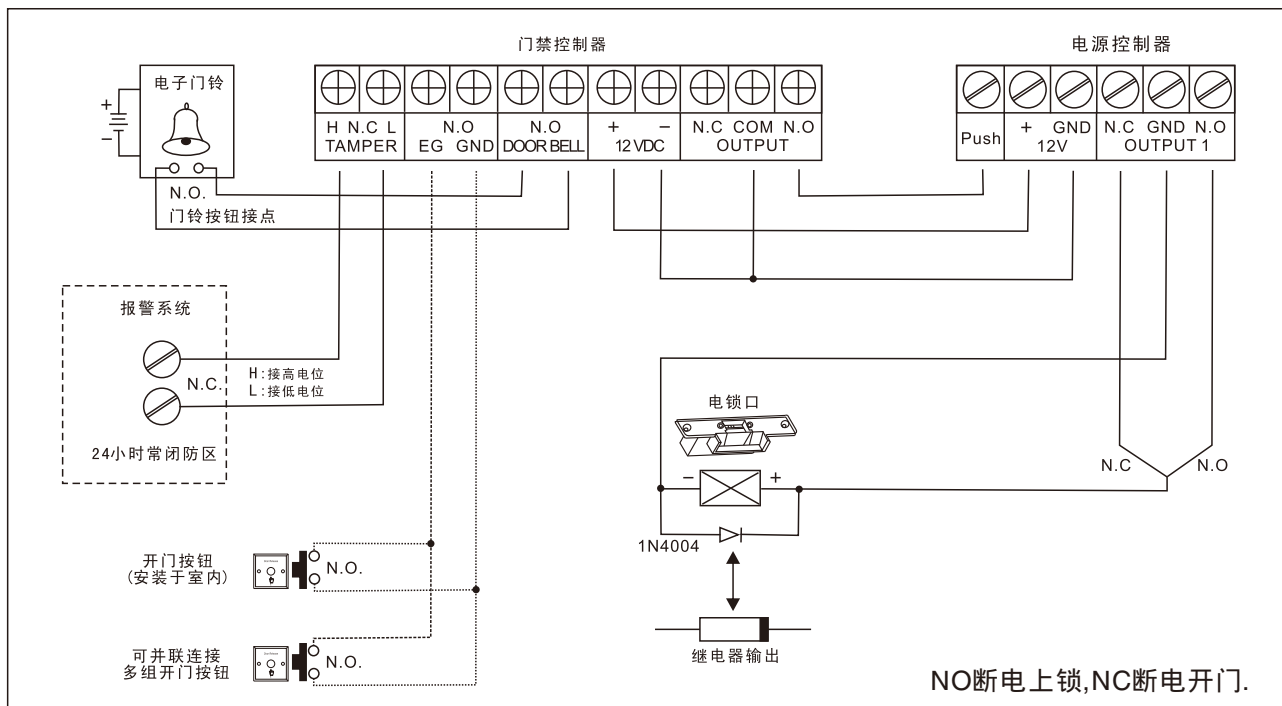 门禁控制器
电源控制器
电子门铃
+
−
H N.C L
TAMPER
N.O
EG GND
N.O
DOOR BELL
+ −
12VDC
N.C COM N.O
OUTPUT
Push
+ GND
12V
N.C GND N.O
OUTPUT 1
N.O.
门铃按钮接点
报警系统
N.C.
H:接高电位
L:接低电位
24小时常闭防区
电锁口
− +
1N4004
N.C
N.O
开门按钮
(安装于室内)
N.O.
可并联连接
多组开门按钮
N.O.
继电器输出
NO断电上锁,NC断电开门.